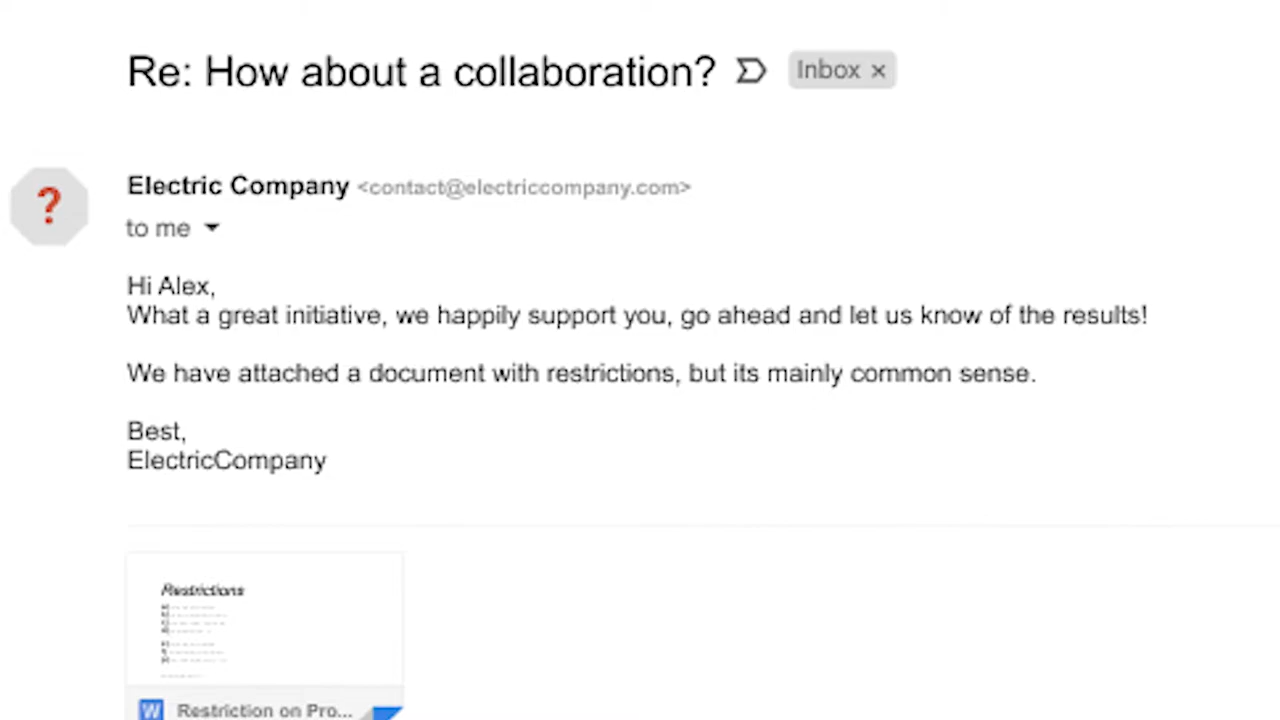 Re: How about a collaboration? Inbox ×
?
Electric Company <contact@electriccompany.com>
to me
Hi Alex,
What a great initiative, we happily support you, go ahead and let us know of the results!
We have attached a document with restrictions, but its mainly common sense.
Best,
ElectricCompany
Restrictions
W Restriction on Pro...